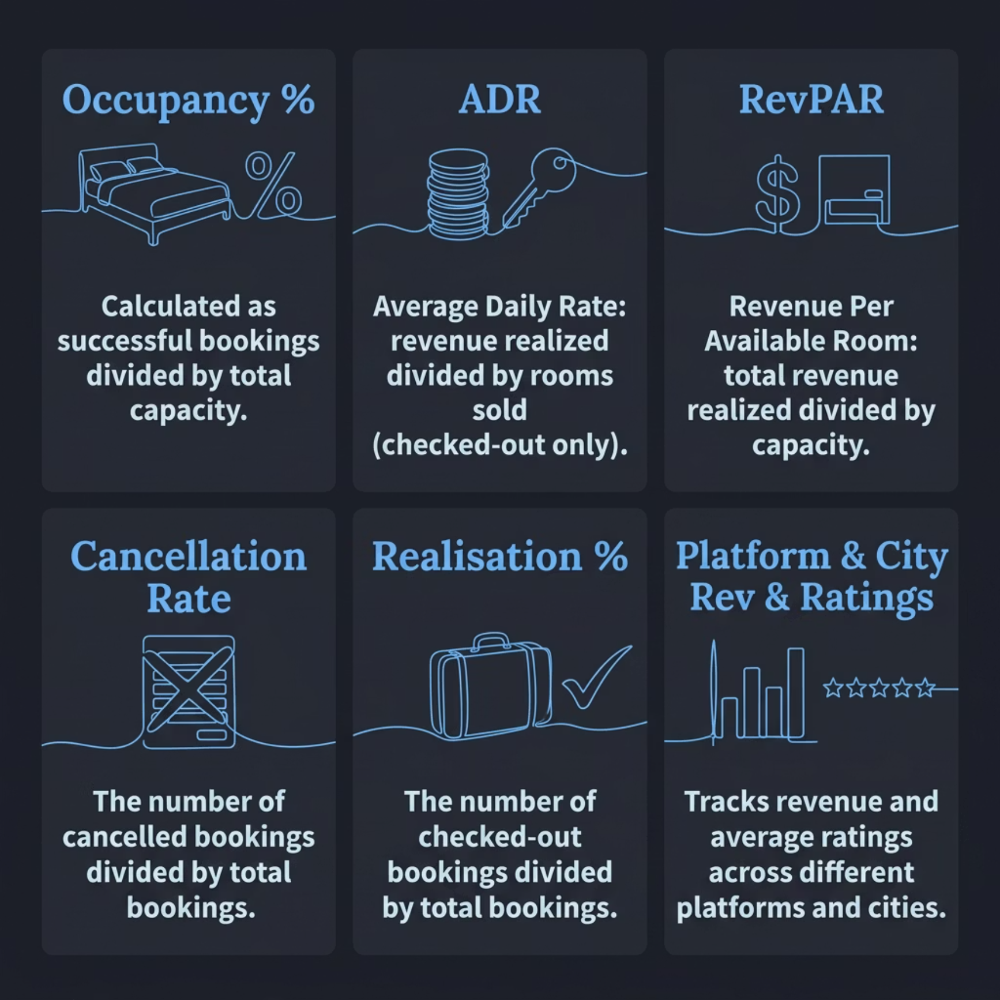 Occupancy %
Calculated as
successful bookings
divided by total
capacity.
ADR
Average Daily Rate:
revenue realized
divided by rooms
sold
(checked-out only).
RevPAR
$
Revenue Per
Available Room:
total revenue
realized divided by
capacity.
Cancellation
Rate
The number of
cancelled bookings
divided by total
bookings.
Realisation %
The number of
checked-out
bookings divided
by total bookings.
Platform & City
Rev & Ratings
Tracks revenue and
average ratings
across different
platforms and cities.